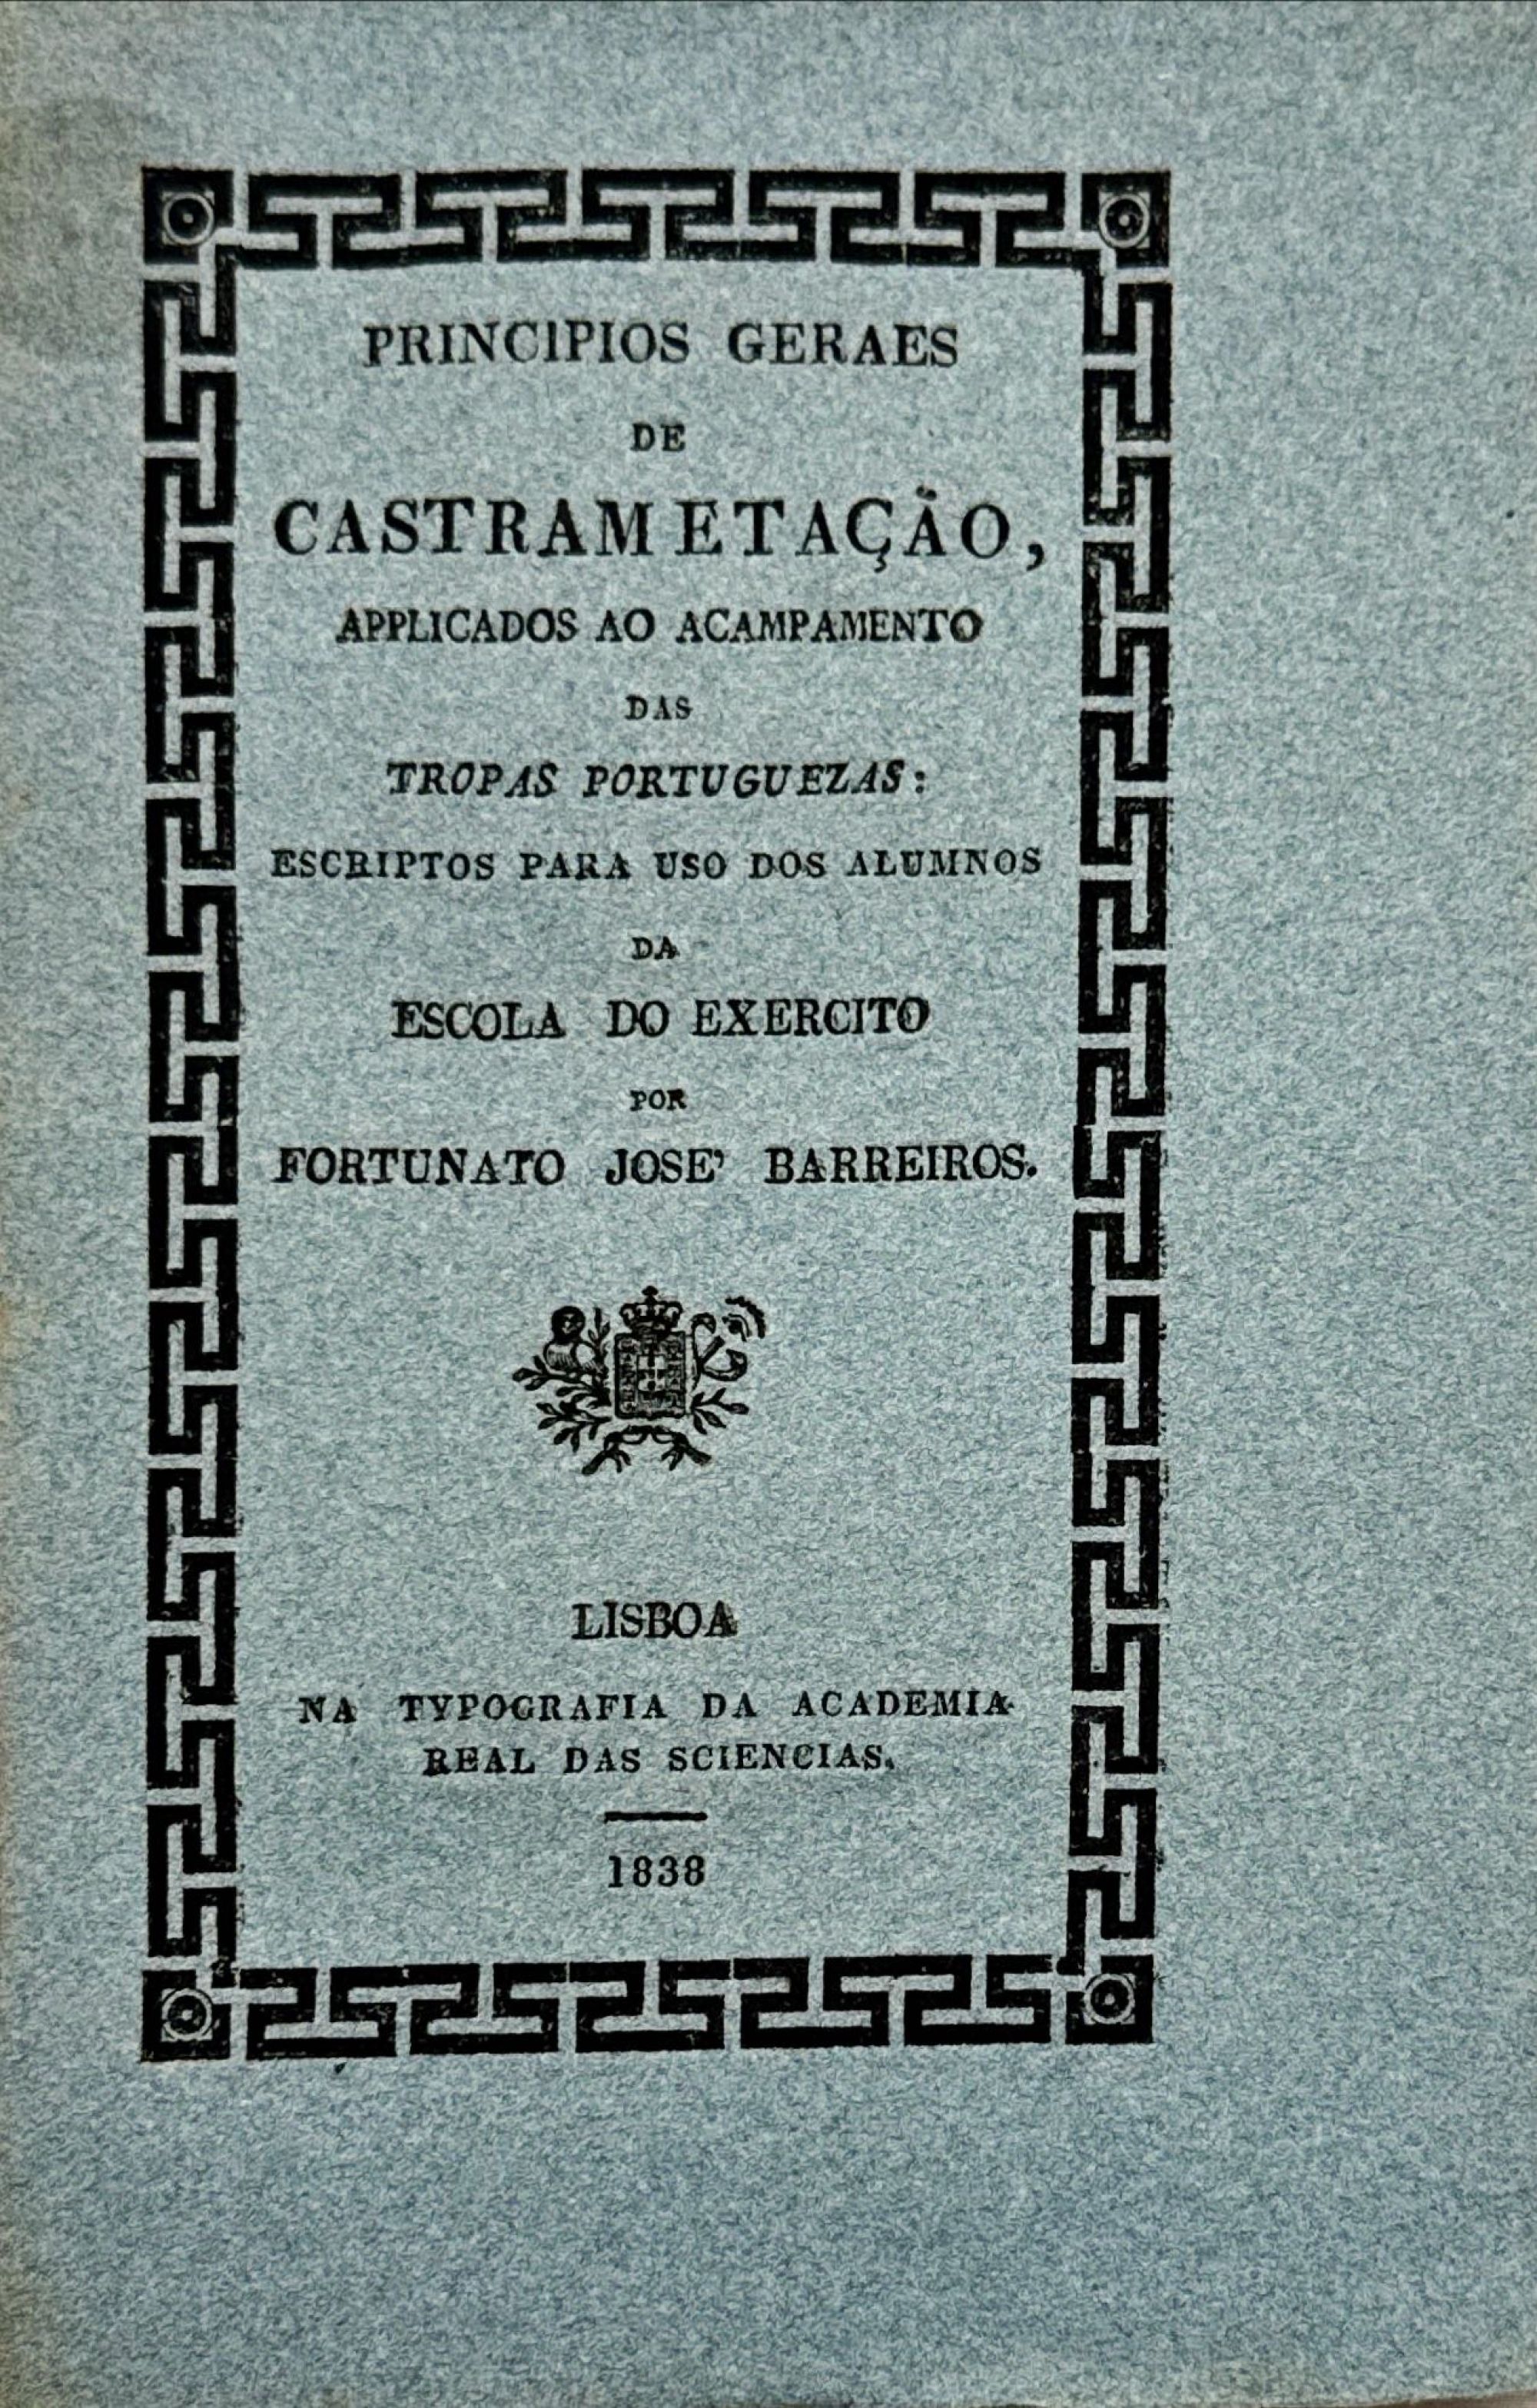 PRINCIPIOS GERAES
DE
CASTRAMETAÇÃO,
APPLICADOS AO ACAMPAMENTO
DAS
TROPAS PORTUGUEZAS:
ESCRIPTOS PARA USO DOS ALUMNOS
DA
ESCOLA DO EXERCITO
POR
FORTUNATO JOSE' BARREIROS.
LISBOA
NA TYPOGRAFIA DA ACADEMIA
REAL DAS SCIENCIAS.
1838